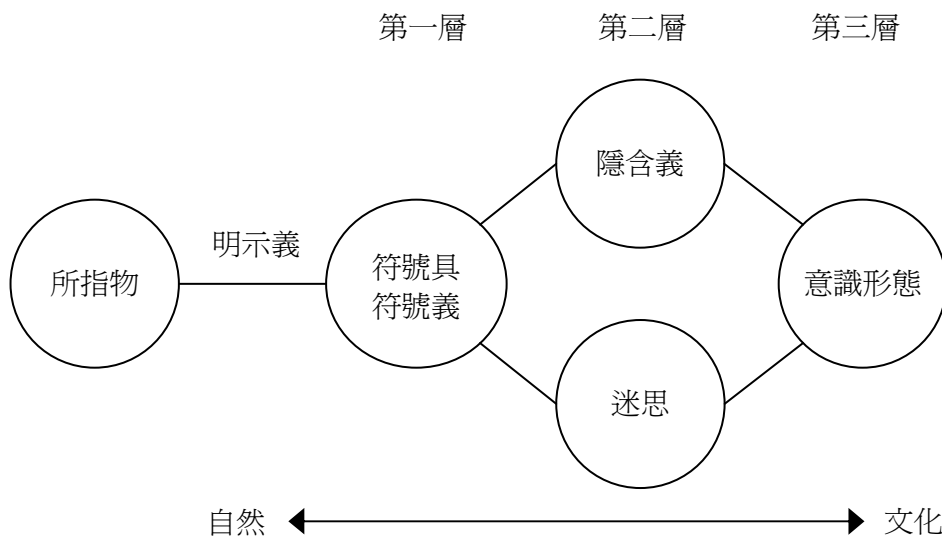 第一層 第二層 第三層
隱含義
明示義
所指物
符號具
符號義
意識形態
迷思
自然 文化